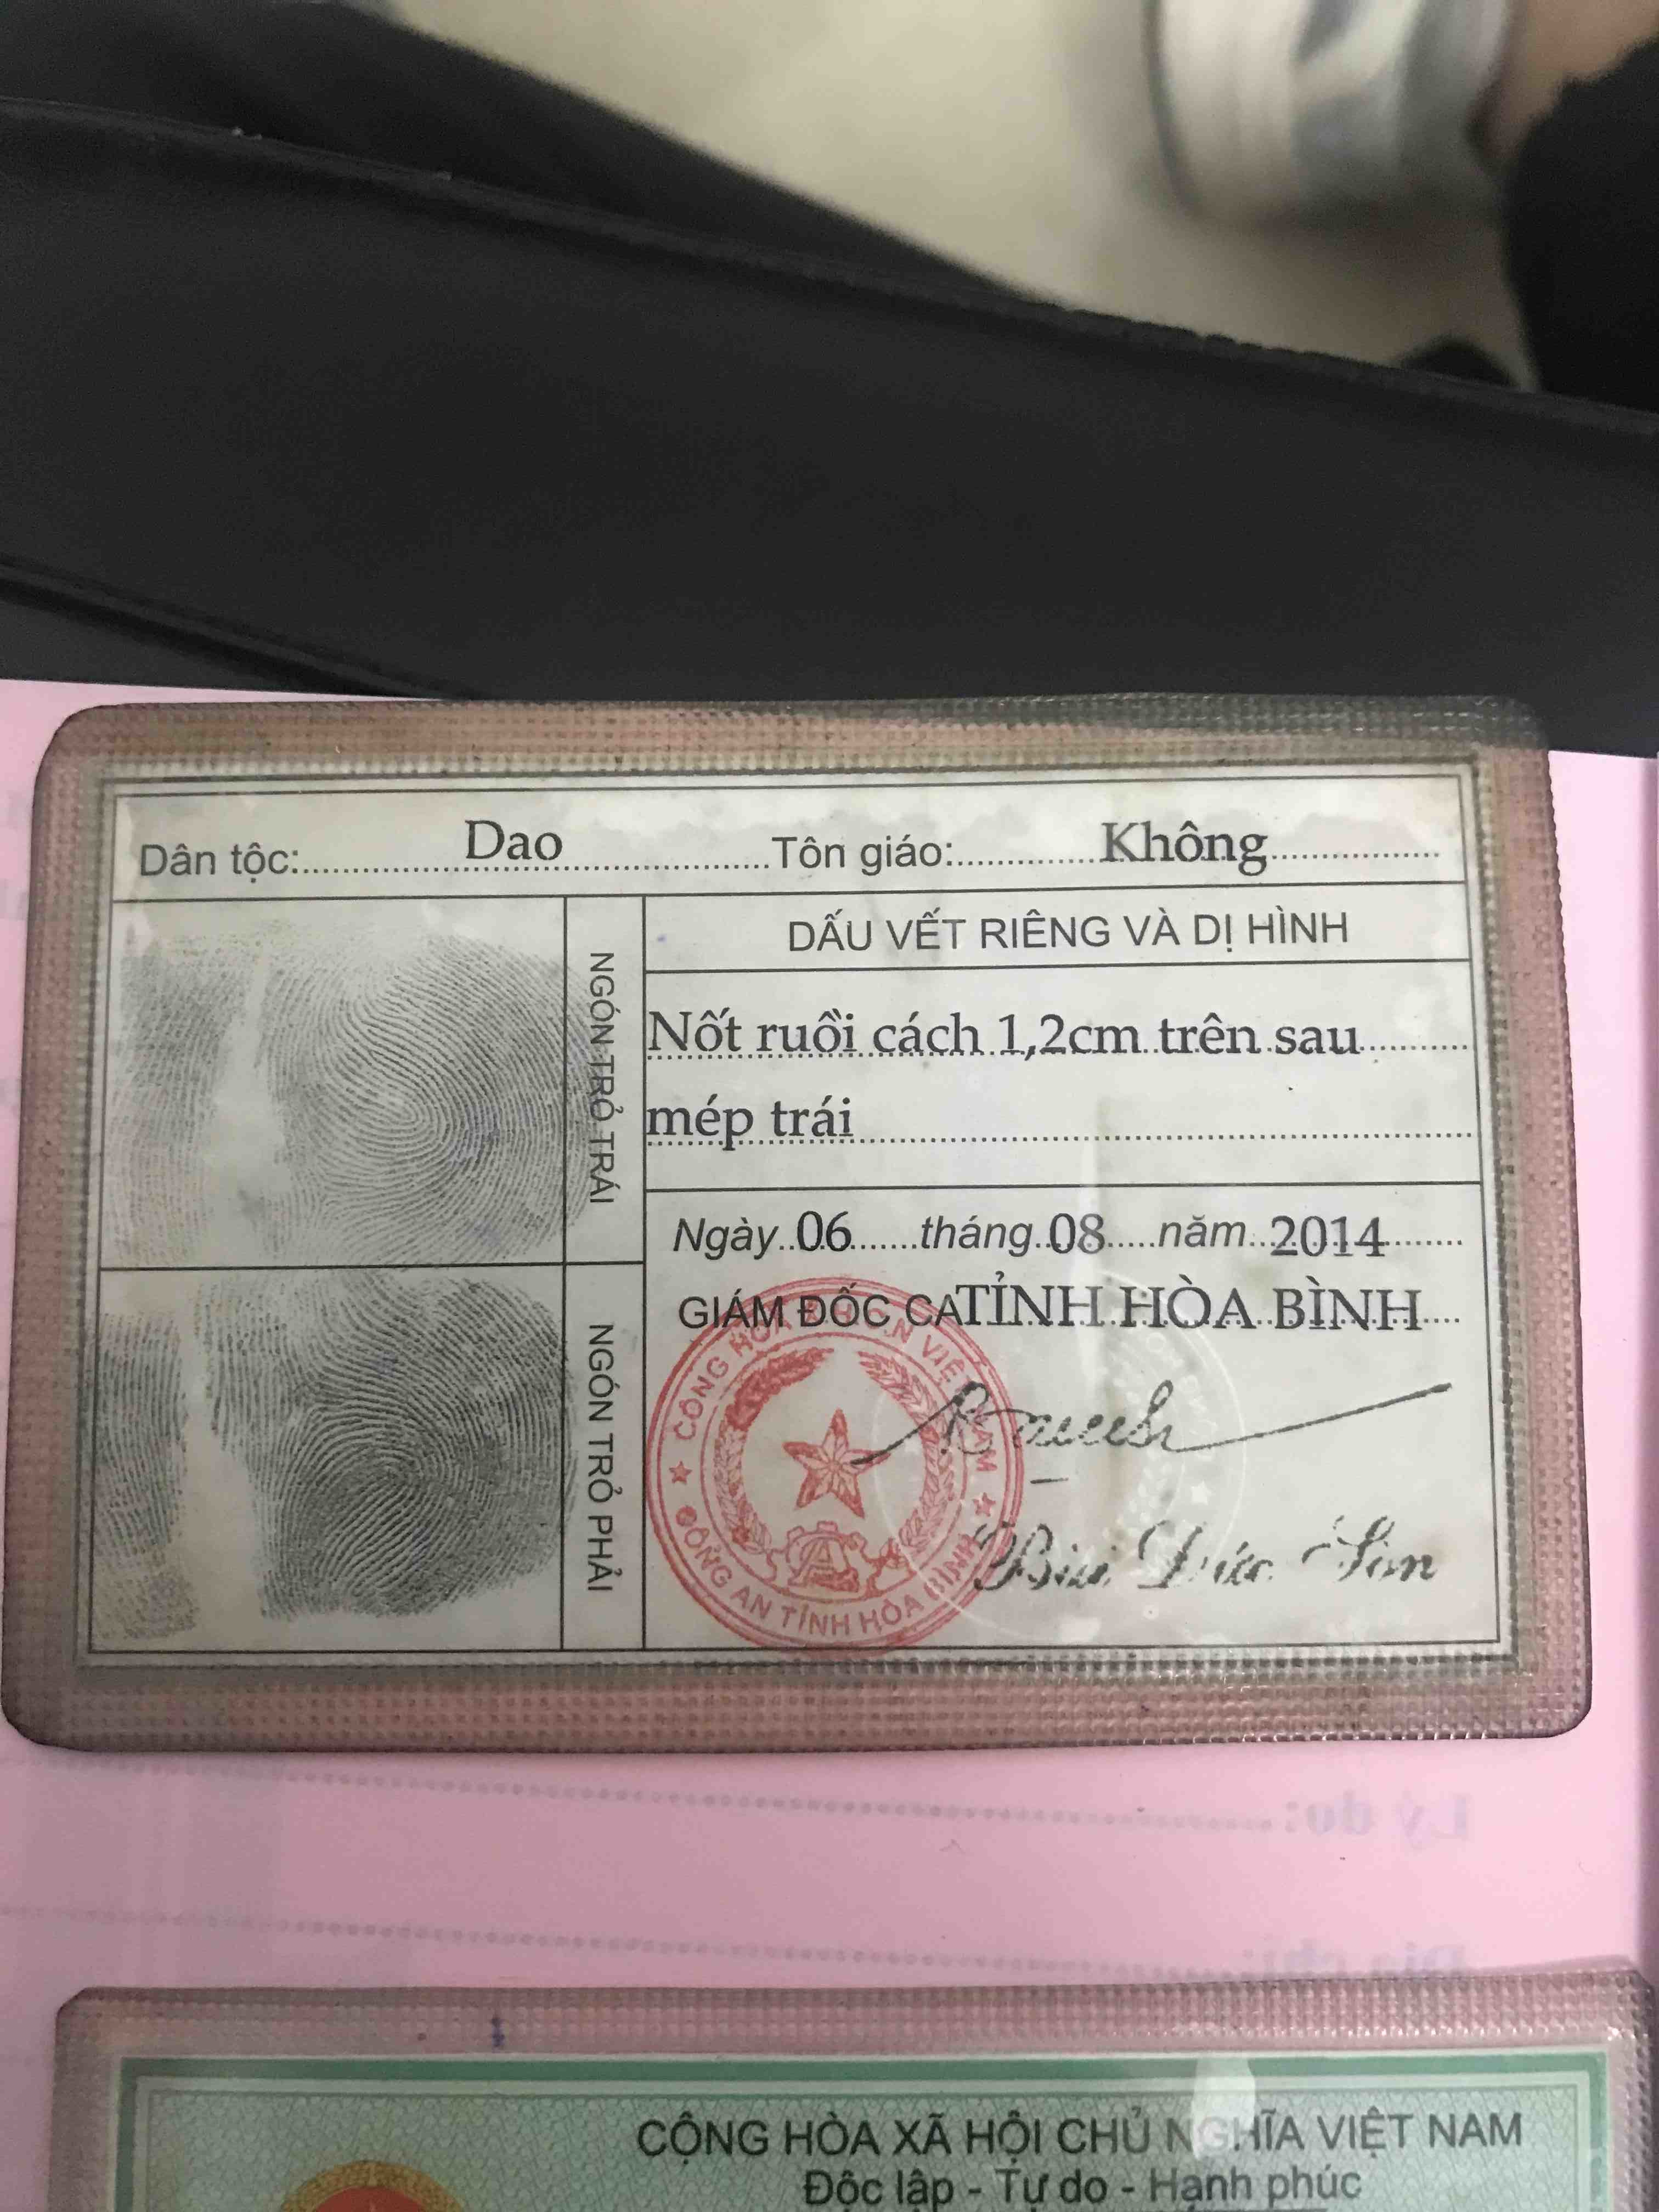 Dân tộc: Dao Tôn giáo: Không
NGÓN TRỎ TRÁI
NGÓN TRỎ PHẢI
DẤU VẾT RIÊNG VÀ DỊ HÌNH
Nốt ruồi cách 1,2cm trên sau
mép trái
Ngày 06 tháng 08 năm 2014
GIÁM ĐỐC CA TỈNH HÒA BÌNH
CÔNG AN TỈNH HÒA BÌNH
Bùi Đức Sơn
Lý do:
Địa chỉ:
CỘNG HÒA XÃ HỘI CHỦ NGHĨA VIỆT NAM
Độc lập - Tự do - Hạnh phúc